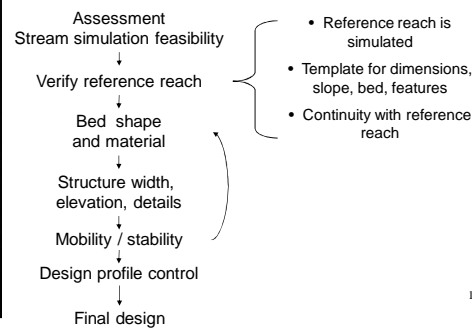 Assessment
Stream simulation feasibility
Verify reference reach
Bed shape
and material
Structure width,
elevation, details
Mobility / stability
Design profile control
Final design
• Reference reach is
simulated
• Template for dimensions,
slope, bed, features
• Continuity with reference
reach
1